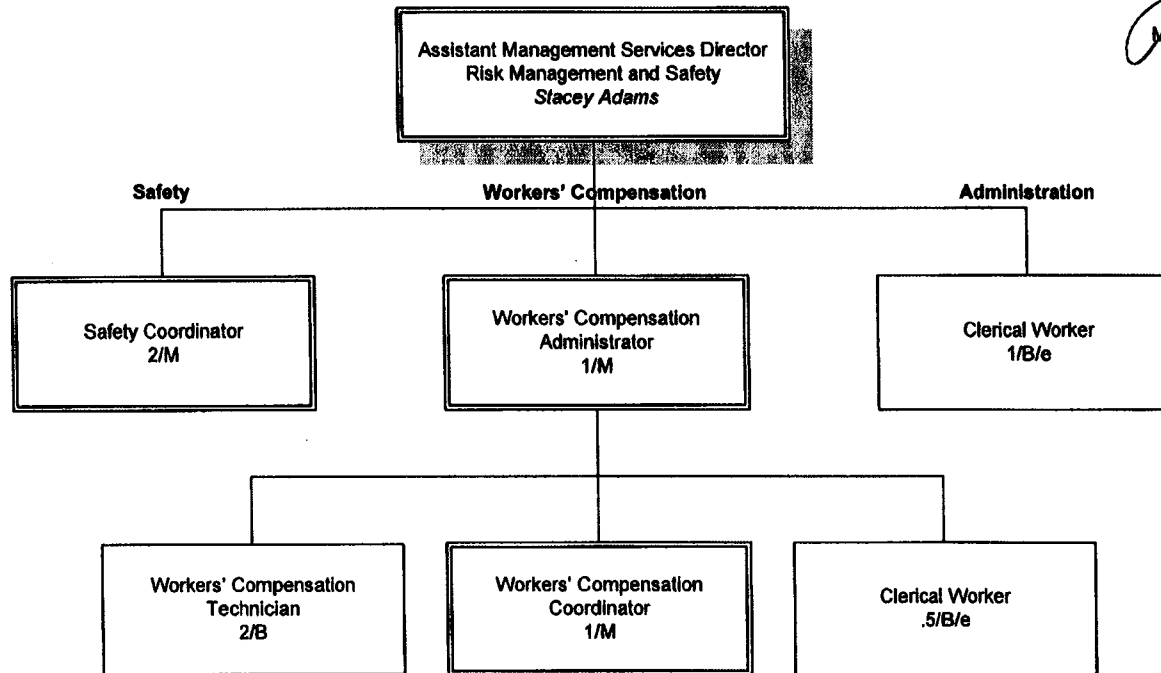 Assistant Management Services Director
Risk Management and Safety
Stacey Adams
Safety
Workers' Compensation
Administration
Safety Coordinator
2/M
Workers' Compensation
Administrator
1/M
Clerical Worker
1/B/e
Workers' Compensation
Technician
2/B
Workers' Compensation
Coordinator
1/M
Clerical Worker
.5/B/e